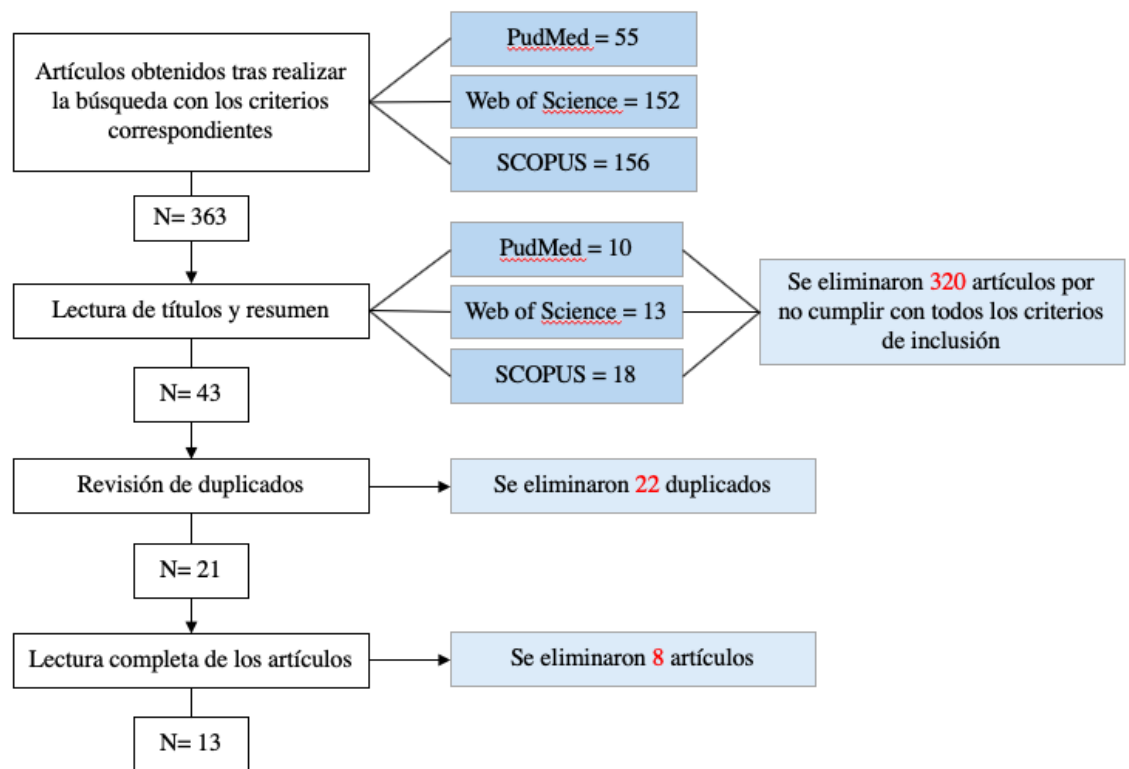 Artículos obtenidos tras realizar
la búsqueda con los criterios
correspondientes
PudMed = 55
Web of Science = 152
SCOPUS = 156
N= 363
Lectura de títulos y resumen
PudMed = 10
Web of Science = 13
SCOPUS = 18
Se eliminaron 320 artículos por
no cumplir con todos los criterios
de inclusión
N= 43
Revisión de duplicados
Se eliminaron 22 duplicados
N= 21
Lectura completa de los artículos
Se eliminaron 8 artículos
N= 13